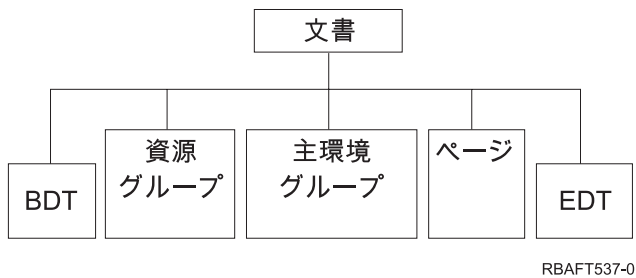 文書
BDT
資源
グループ
主環境
グループ
ページ
EDT
RBAFT537-0